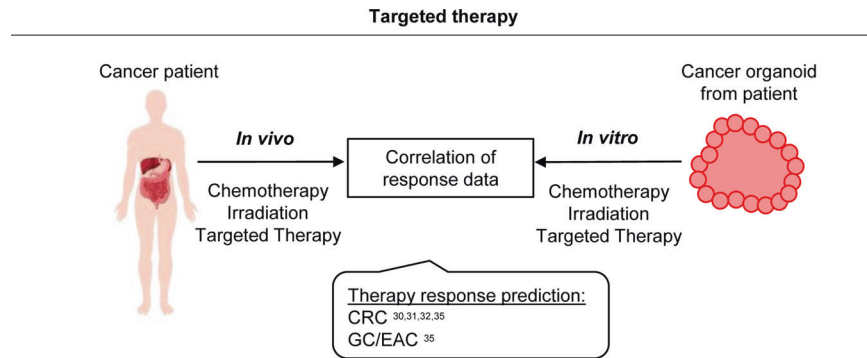 Targeted therapy
Cancer patient
Cancer organoid
from patient
In vivo
In vitro
Correlation of
response data
Chemotherapy
Irradiation
Targeted Therapy
Chemotherapy
Irradiation
Targeted Therapy
Therapy response prediction:
CRC 30,31,32,35
GC/EAC 35